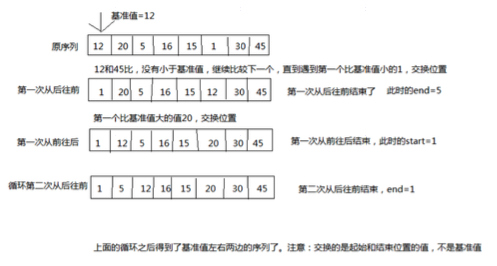 基准值=12
原序列 12 20 5 16 15 1 30 45
12和45比，没有小于基准值，继续比较下一个，直到遇到第一个比基准值小的1，交换位置
第一次从后往前 1 20 5 16 15 12 30 45 第一次从后往前结束了 此时的end=5
第一个比基准值大的值20，交换位置
第一次从前往后 1 12 5 16 15 20 30 45 第一次从前往后结束，此时的start=1
循环第二次从后往前 1 5 12 16 15 20 30 45 第二次从后往前结束，end=1
上面的循环之后得到了基准值左右两边的序列了。注意：交换的是起始和结束位置的值，不是基准值